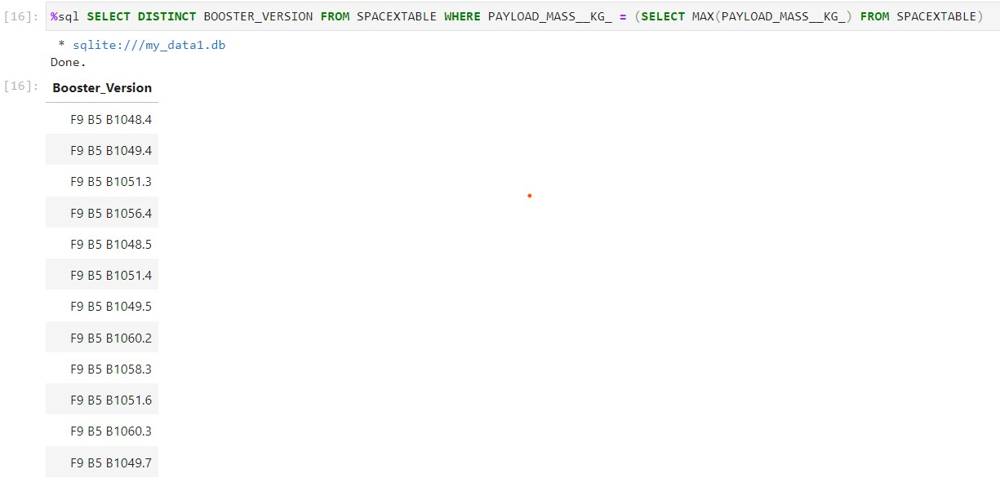 [16]: %sql SELECT DISTINCT BOOSTER_VERSION FROM SPACEXTABLE WHERE PAYLOAD_MASS__KG_ = (SELECT MAX(PAYLOAD_MASS__KG_) FROM SPACEXTABLE)
* sqlite:///my_data1.db
Done.
[16]: Booster_Version
F9 B5 B1048.4
F9 B5 B1049.4
F9 B5 B1051.3
F9 B5 B1056.4
F9 B5 B1048.5
F9 B5 B1051.4
F9 B5 B1049.5
F9 B5 B1060.2
F9 B5 B1058.3
F9 B5 B1051.6
F9 B5 B1060.3
F9 B5 B1049.7